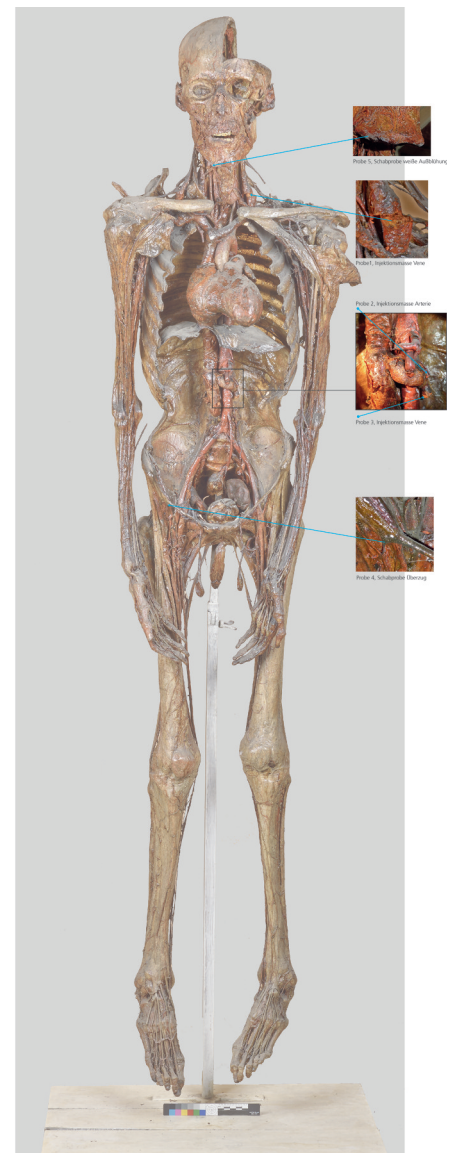 Probe 5, Schabprobe weiße Außblühung
Probe1, Injektionsmasse Vene
Probe 2, Injektionsmasse Arterie
Probe 3, Injektionsmasse Vene
Probe 4, Schabprobe Überzug